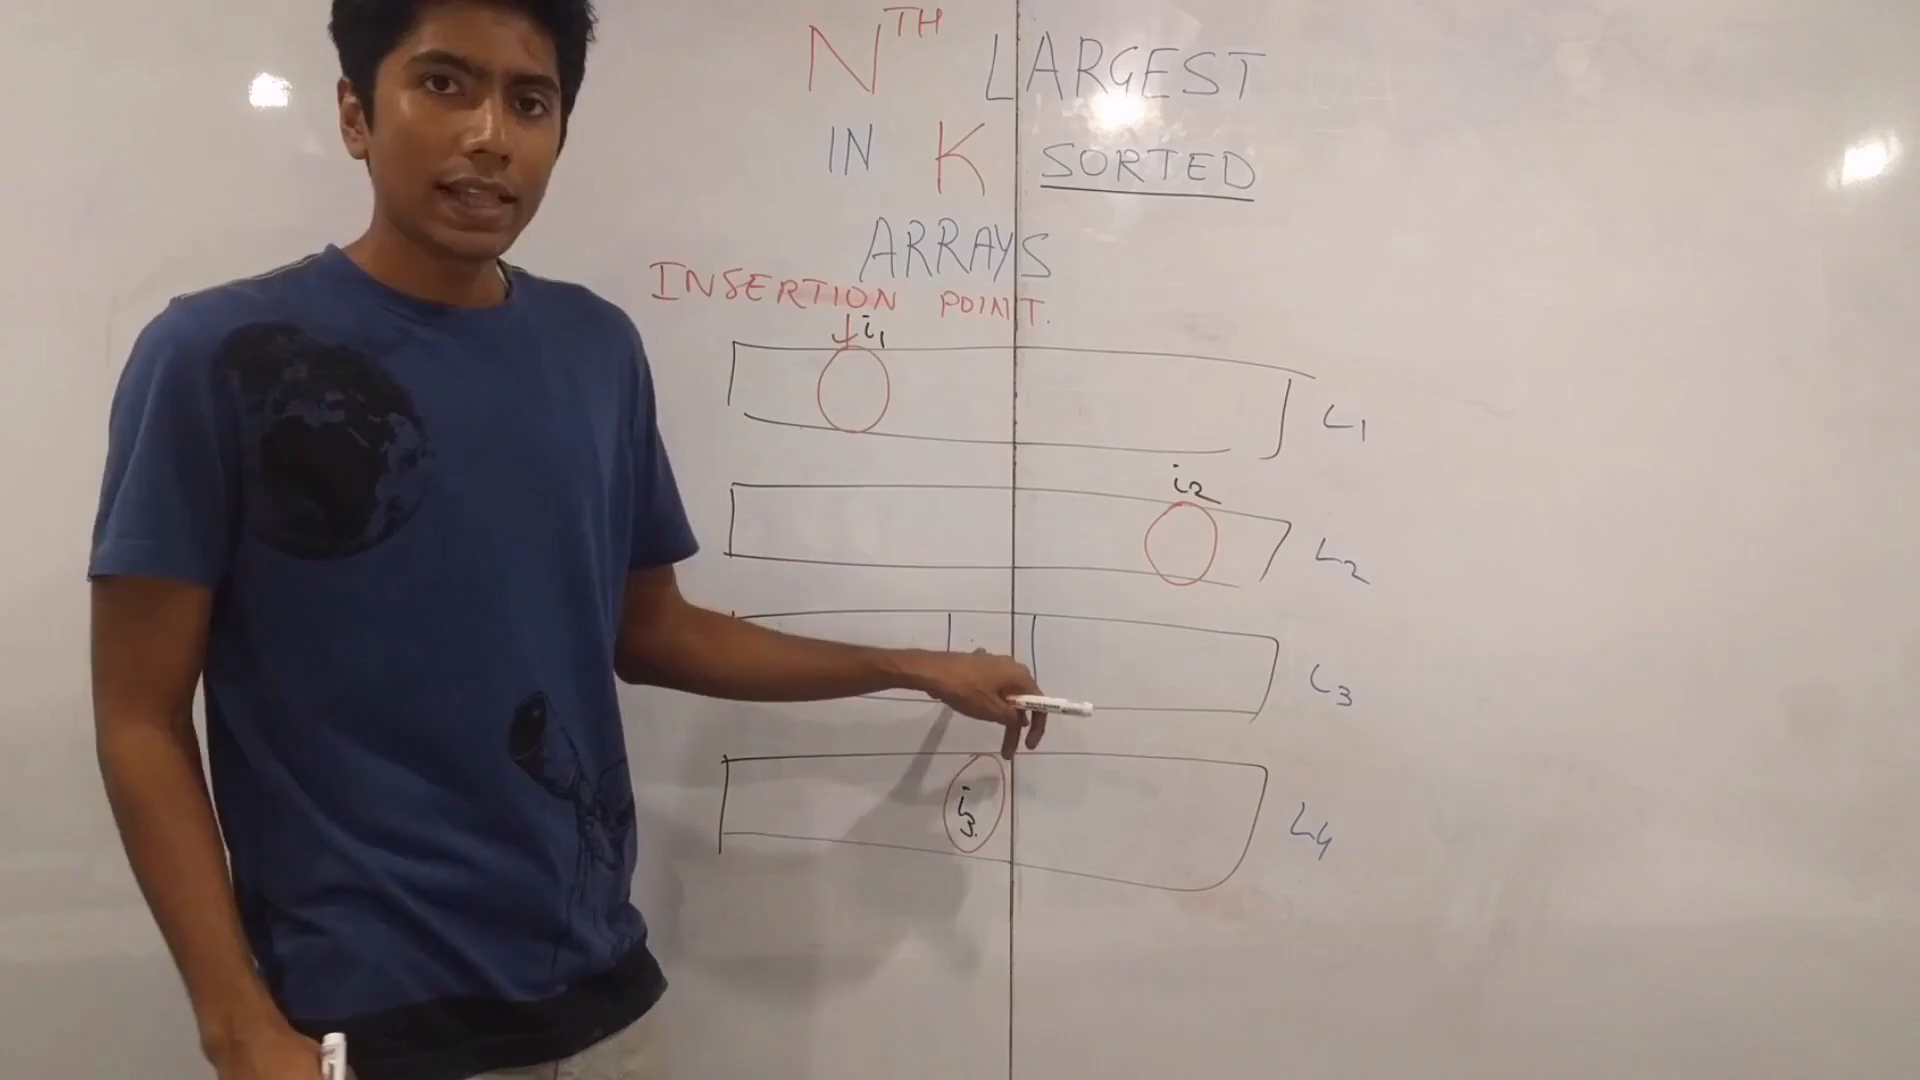 NTH LARGEST
IN K SORTED
ARRAYS
INSERTION POINT.
i1
L1
i2
L2
L3
i3.
L4